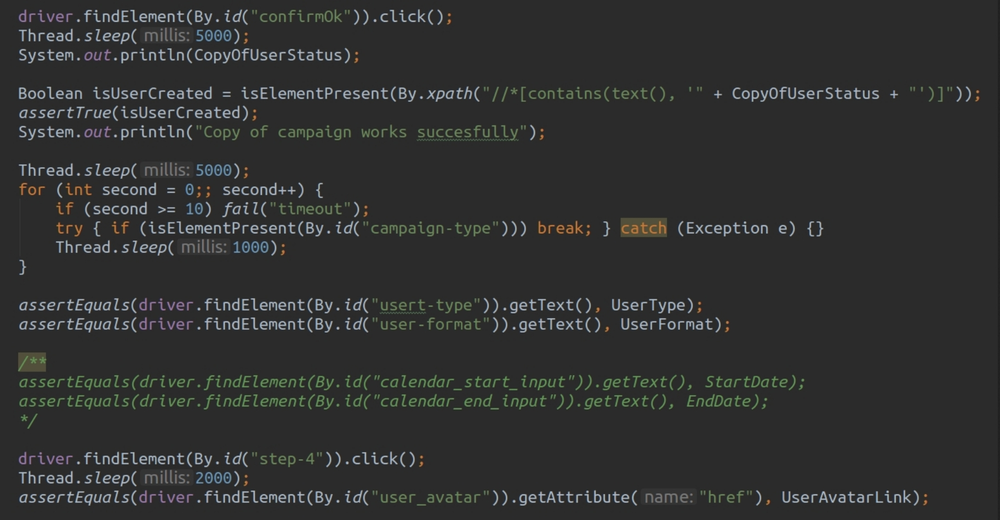 driver.findElement(By.id("confirmOk")).click();
Thread.sleep( millis: 5000);
System.out.println(CopyOfUserStatus);
Boolean isUserCreated = isElementPresent(By.xpath("//*[contains(text(), '" + CopyOfUserStatus + "')]"));
assertTrue(isUserCreated);
System.out.println("Copy of campaign works succesfully");
Thread.sleep( millis: 5000);
for (int second = 0;; second++) {
    if (second >= 10) fail("timeout");
    try { if (isElementPresent(By.id("campaign-type"))) break; } catch (Exception e) {}
    Thread.sleep( millis: 1000);
}
assertEquals(driver.findElement(By.id("usert-type")).getText(), UserType);
assertEquals(driver.findElement(By.id("user-format")).getText(), UserFormat);
/**
assertEquals(driver.findElement(By.id("calendar_start_input")).getText(), StartDate);
assertEquals(driver.findElement(By.id("calendar_end_input")).getText(), EndDate);
*/
driver.findElement(By.id("step-4")).click();
Thread.sleep( millis: 2000);
assertEquals(driver.findElement(By.id("user_avatar")).getAttribute( name: "href"), UserAvatarLink);